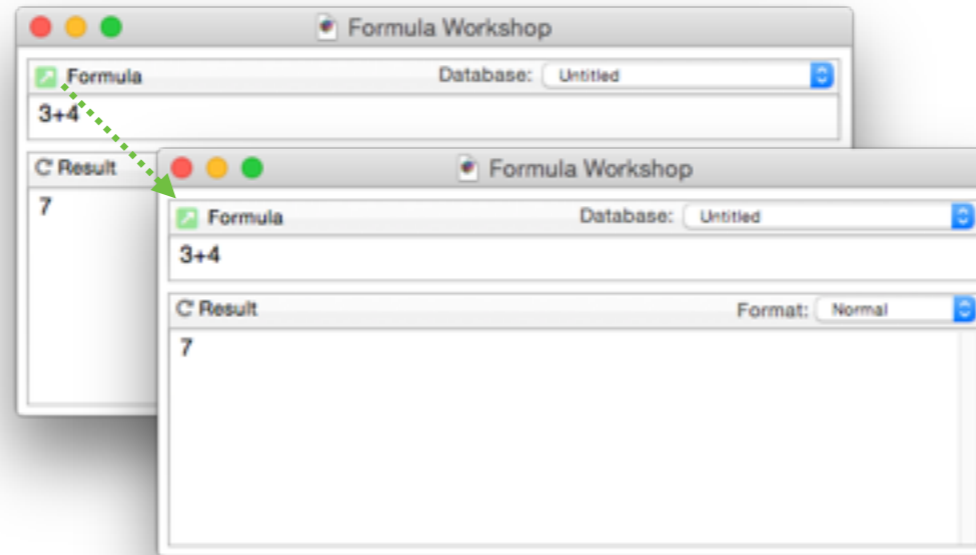 Formula Workshop
Formula Database: Untitled
3+4
Result
7
Formula Workshop
Formula Database: Untitled
3+4
Result Format: Normal
7